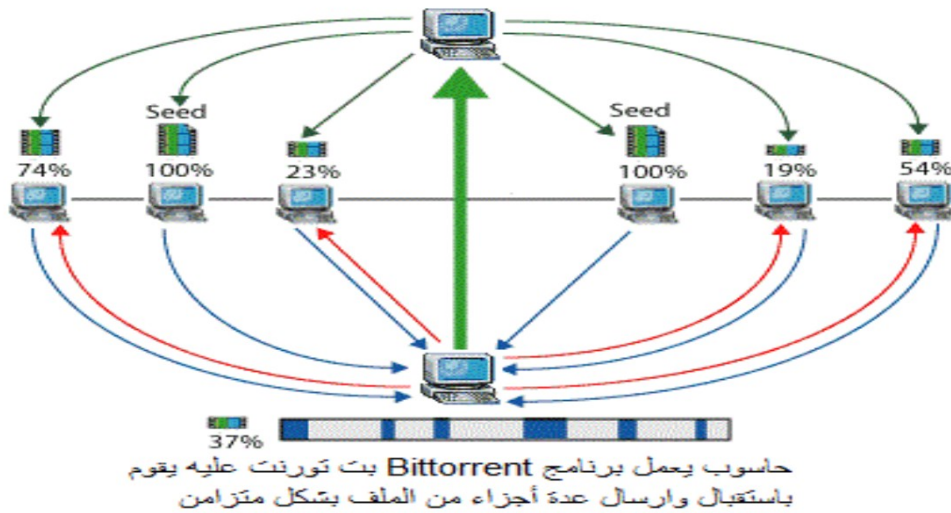 Seed
Seed
74%
100%
23%
100%
19%
54%
37%
حاسوب يعمل برنامج Bittorrent بت تورنت عليه يقوم
باستقبال وارسال عدة أجزاء من الملف بشكل متزامن